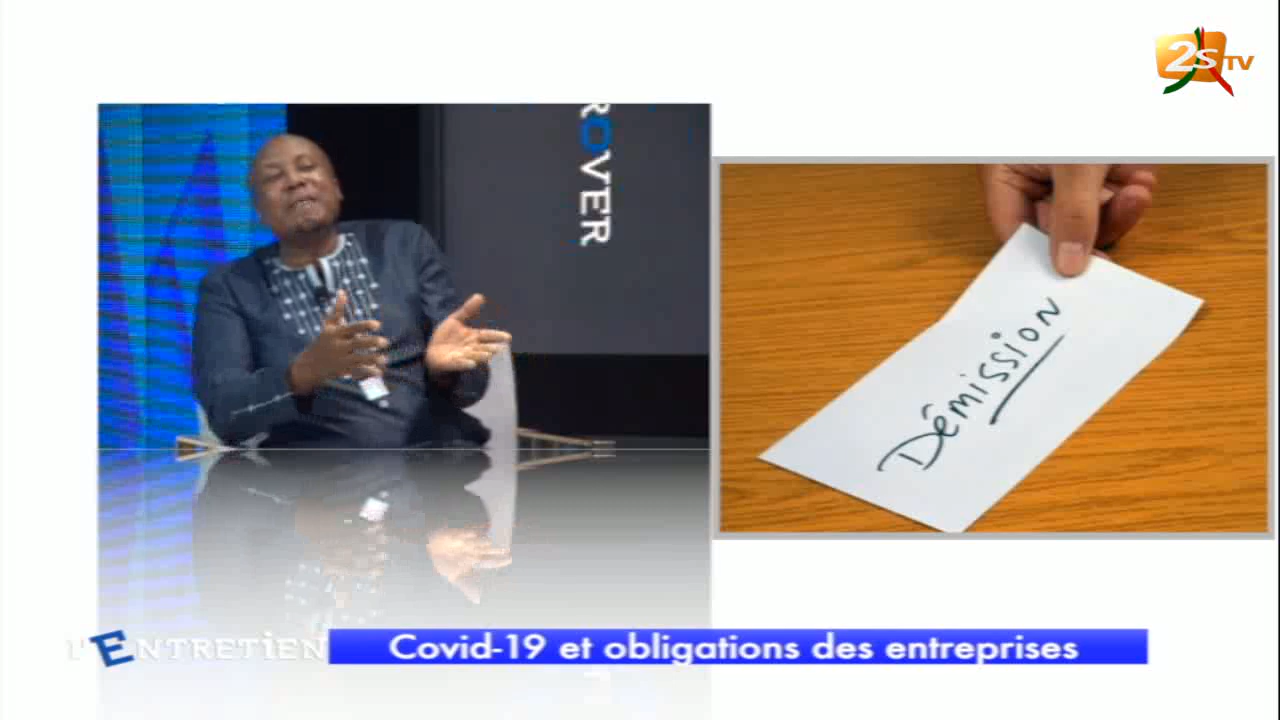 2STV
ROVER
Démission
l'Entretien
Covid-19 et obligations des entreprises